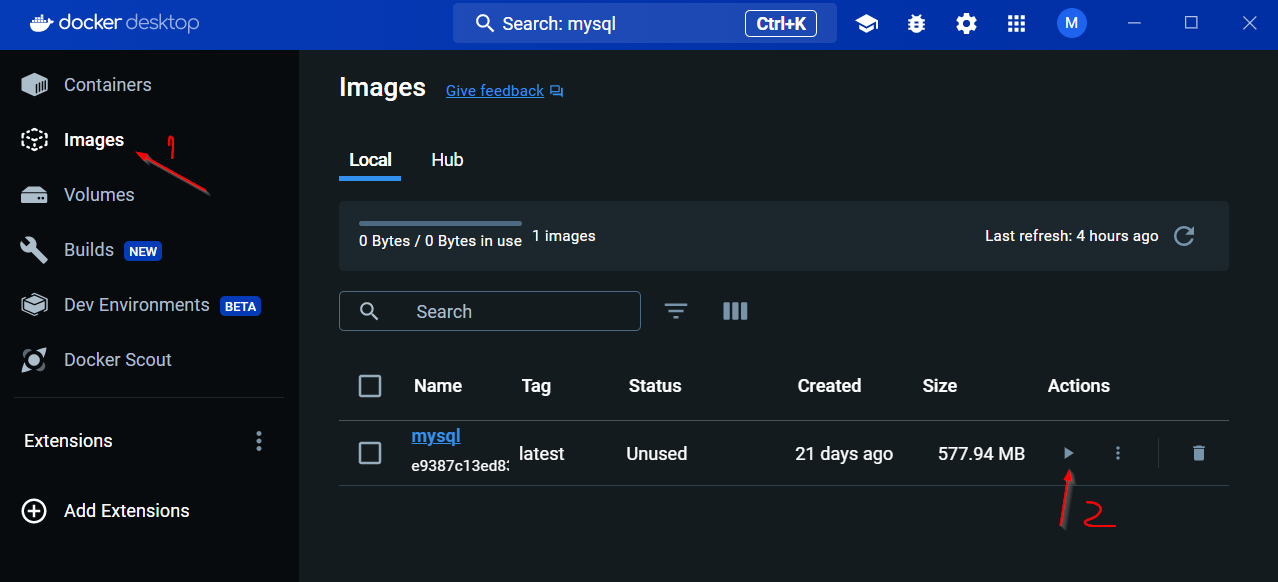 docker desktop
Search: mysql
Ctrl+K
M
Containers
Images
1
Volumes
Builds NEW
Dev Environments BETA
Docker Scout
Extensions
Add Extensions
Images
Give feedback
Local
Hub
0 Bytes / 0 Bytes in use
1 images
Last refresh: 4 hours ago
Search
Name Tag Status Created Size Actions
mysql
e9387c13ed83
latest Unused 21 days ago 577.94 MB
2